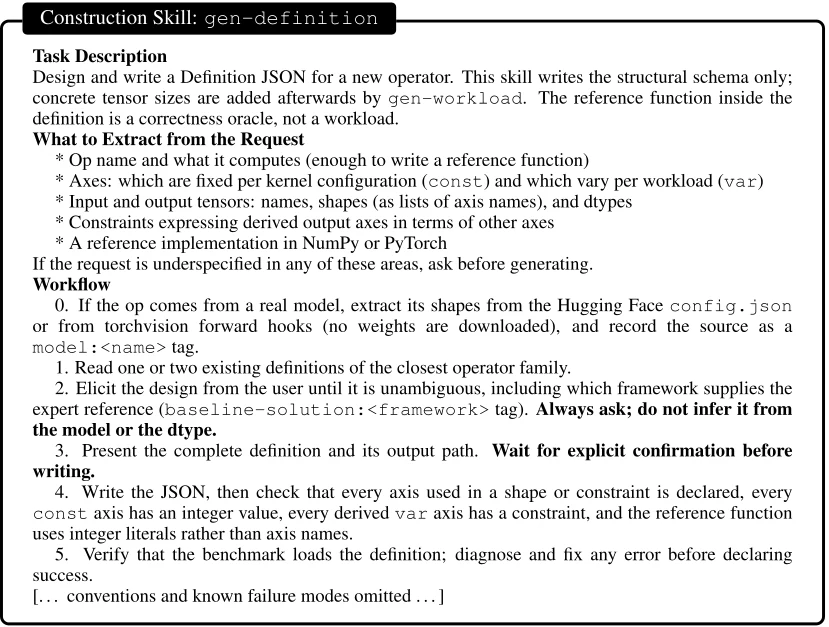 Construction Skill: gen-definition
Task Description
Design and write a Definition JSON for a new operator. This skill writes the structural schema only;
concrete tensor sizes are added afterwards by gen-workload. The reference function inside the
definition is a correctness oracle, not a workload.
What to Extract from the Request
* Op name and what it computes (enough to write a reference function)
* Axes: which are fixed per kernel configuration (const) and which vary per workload (var)
* Input and output tensors: names, shapes (as lists of axis names), and dtypes
* Constraints expressing derived output axes in terms of other axes
* A reference implementation in NumPy or PyTorch
If the request is underspecified in any of these areas, ask before generating.
Workflow
0. If the op comes from a real model, extract its shapes from the Hugging Face config.json
or from torchvision forward hooks (no weights are downloaded), and record the source as a
model:<name> tag.
1. Read one or two existing definitions of the closest operator family.
2. Elicit the design from the user until it is unambiguous, including which framework supplies the
expert reference (baseline-solution:<framework> tag). Always ask; do not infer it from
the model or the dtype.
3. Present the complete definition and its output path. Wait for explicit confirmation before
writing.
4. Write the JSON, then check that every axis used in a shape or constraint is declared, every
const axis has an integer value, every derived var axis has a constraint, and the reference function
uses integer literals rather than axis names.
5. Verify that the benchmark loads the definition; diagnose and fix any error before declaring
success.
[... conventions and known failure modes omitted ...]